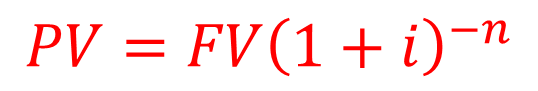 PV = FV(1 + i)⁻ⁿ